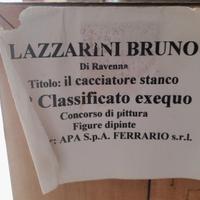 LAZZARINI BRUNO
Di Ravenna
Titolo: il cacciatore stanco
Classificato exequo
Concorso di pittura
Figure dipinte
: APA S.p.A. FERRARIO s.r.l.